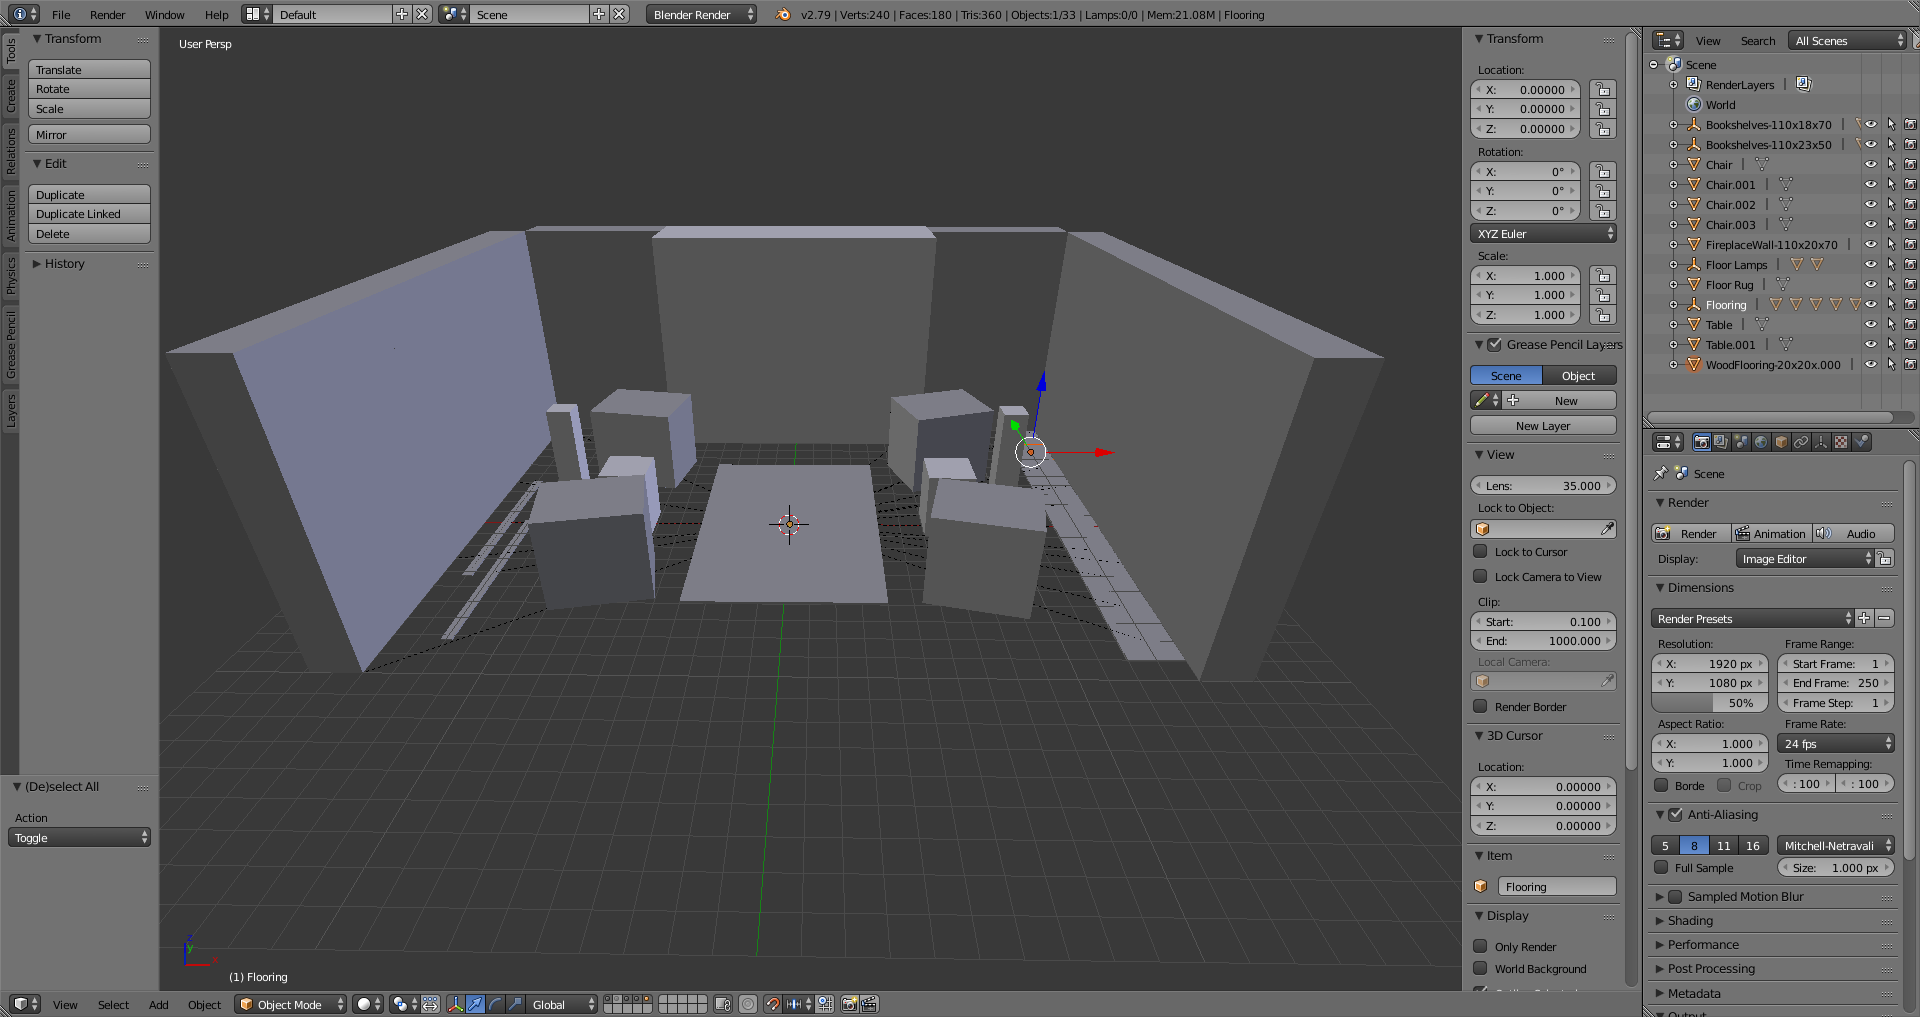 File Render Window Help Default Scene Blender Render v2.79 | Verts:240 | Faces:180 | Tris:360 | Objects:1/33 | Lamps:0/0 | Mem:21.08M | Flooring
Tools
Create
Relations
Animation
Physics
Grease Pencil
Layers
Transform
Translate
Rotate
Scale
Mirror
Edit
Duplicate
Duplicate Linked
Delete
History
(De)select All
Action
Toggle
User Persp
(1) Flooring
View Select Add Object Object Mode Global
Transform
Location:
X: 0.00000
Y: 0.00000
Z: 0.00000
Rotation:
X: 0°
Y: 0°
Z: 0°
XYZ Euler
Scale:
X: 1.000
Y: 1.000
Z: 1.000
Grease Pencil Layers
Scene Object
New
New Layer
View
Lens: 35.000
Lock to Object:
Lock to Cursor
Lock Camera to View
Clip:
Start: 0.100
End: 1000.000
Local Camera:
Render Border
3D Cursor
Location:
X: 0.00000
Y: 0.00000
Z: 0.00000
Item
Flooring
Display
Only Render
World Background
View Search All Scenes
Scene
RenderLayers
World
Bookshelves-110x18x70
Bookshelves-110x23x50
Chair
Chair.001
Chair.002
Chair.003
FireplaceWall-110x20x70
Floor Lamps
Floor Rug
Flooring
Table
Table.001
WoodFlooring-20x20x.000
Scene
Render
Render Animation Audio
Display: Image Editor
Dimensions
Render Presets
Resolution: Frame Range:
X: 1920 px Start Frame: 1
Y: 1080 px End Frame: 250
50% Frame Step: 1
Aspect Ratio: Frame Rate:
X: 1.000 24 fps
Y: 1.000 Time Remapping:
Borde Crop : 100 : 100
Anti-Aliasing
5 8 11 16 Mitchell-Netravali
Full Sample Size: 1.000 px
Sampled Motion Blur
Shading
Performance
Post Processing
Metadata